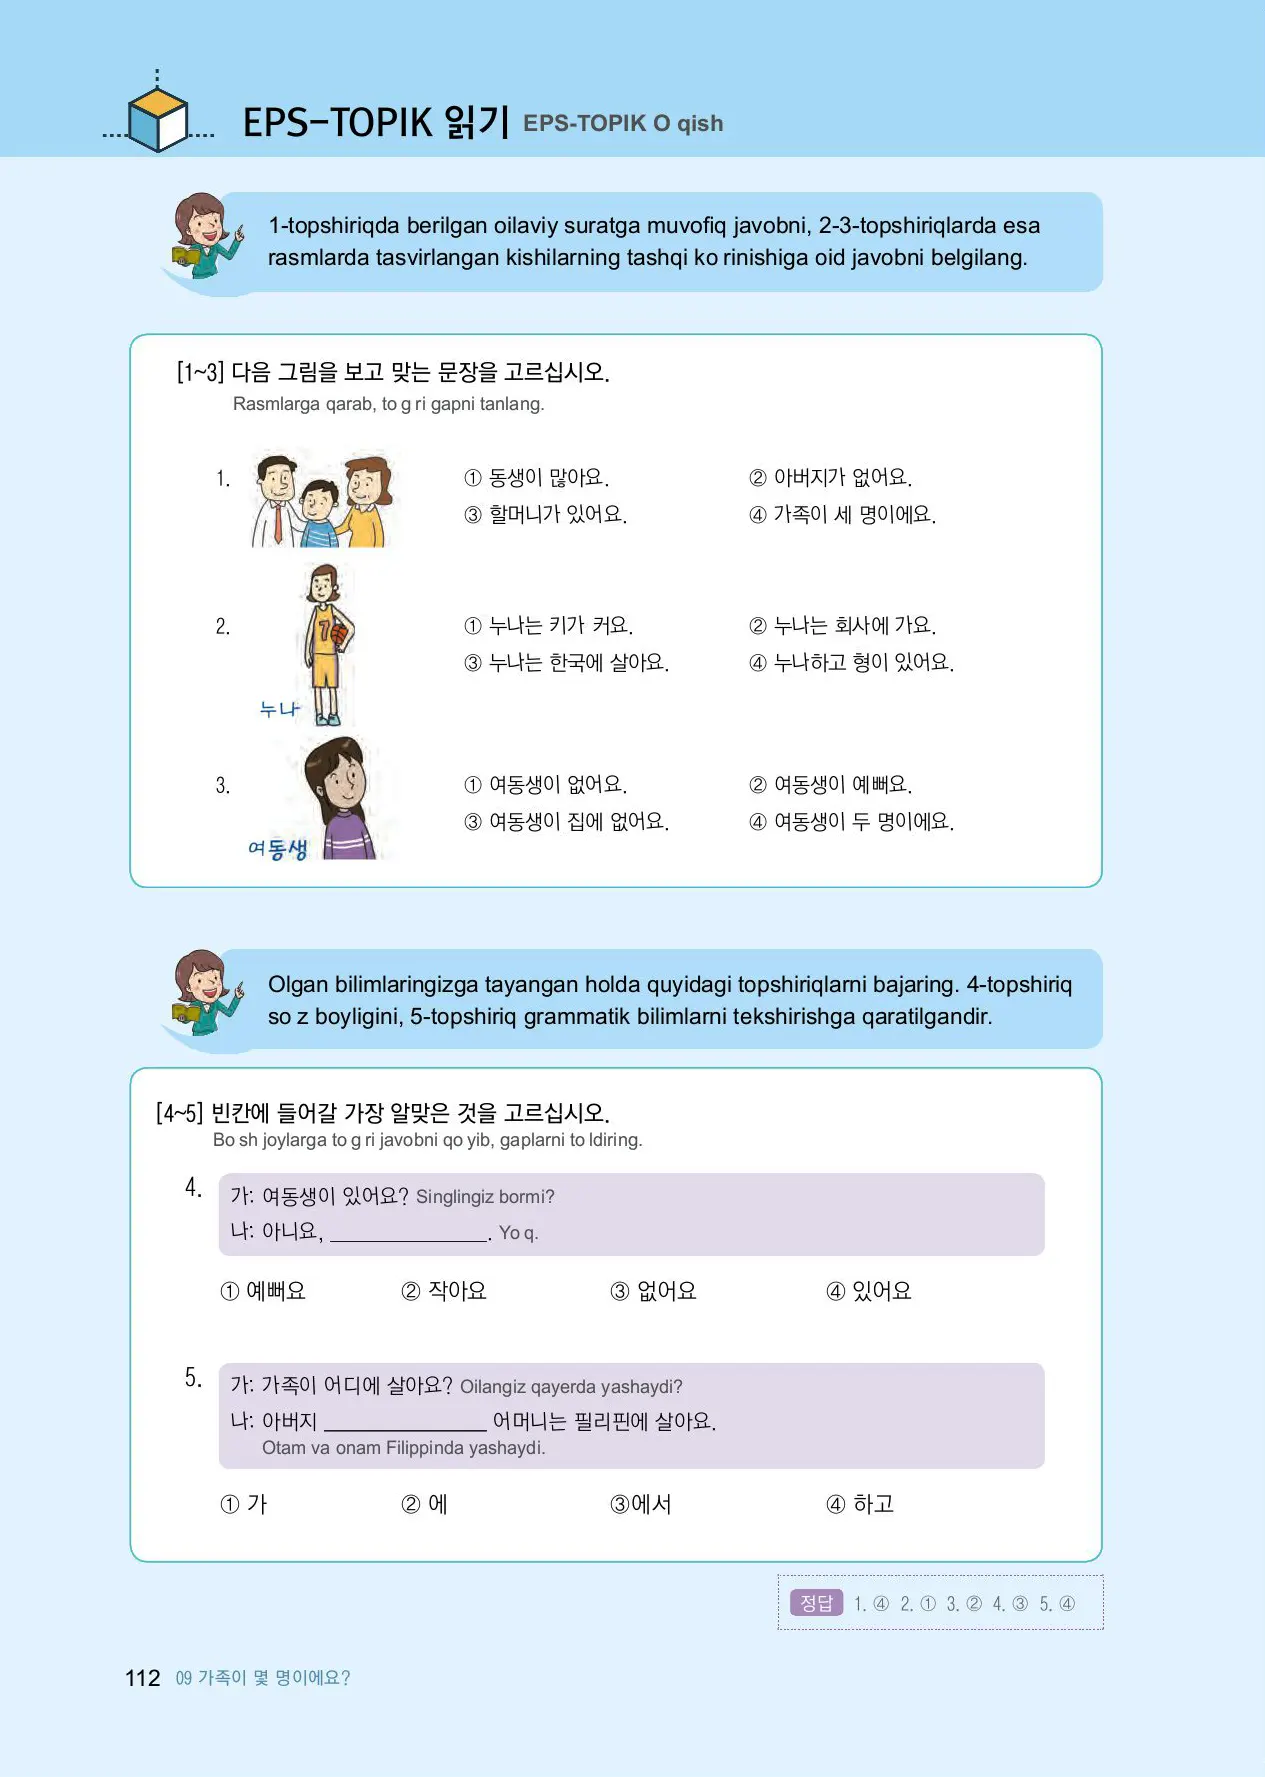 EPS-TOPIK 읽기 EPS-TOPIK O qish
1-topshiriqda berilgan oilaviy suratga muvofiq javobni, 2-3-topshiriqlarda esa
rasmlarda tasvirlangan kishilarning tashqi ko rinishiga oid javobni belgilang.
[1~3] 다음 그림을 보고 맞는 문장을 고르십시오.
Rasmlarga qarab, to g ri gapni tanlang.
1.
① 동생이 많아요. ② 아버지가 없어요.
③ 할머니가 있어요. ④ 가족이 세 명이에요.
2.
① 누나는 키가 커요. ② 누나는 회사에 가요.
③ 누나는 한국에 살아요. ④ 누나하고 형이 있어요.
7
누나
3.
① 여동생이 없어요. ② 여동생이 예뻐요.
③ 여동생이 집에 없어요. ④ 여동생이 두 명이에요.
여동생
Olgan bilimlaringizga tayangan holda quyidagi topshiriqlarni bajaring. 4-topshiriq
so z boyligini, 5-topshiriq grammatik bilimlarni tekshirishga qaratilgandir.
[4~5] 빈칸에 들어갈 가장 알맞은 것을 고르십시오.
Bo sh joylarga to g ri javobni qo yib, gaplarni to ldiring.
4.
가: 여동생이 있어요? Singlingiz bormi?
나: 아니요, ______________. Yo q.
① 예뻐요 ② 작아요 ③ 없어요 ④ 있어요
5.
가: 가족이 어디에 살아요? Oilangiz qayerda yashaydi?
나: 아버지 ______________ 어머니는 필리핀에 살아요.
Otam va onam Filippinda yashaydi.
① 가 ② 에 ③에서 ④ 하고
정답 1. ④ 2. ① 3. ② 4. ③ 5. ④
112 09 가족이 몇 명이에요?